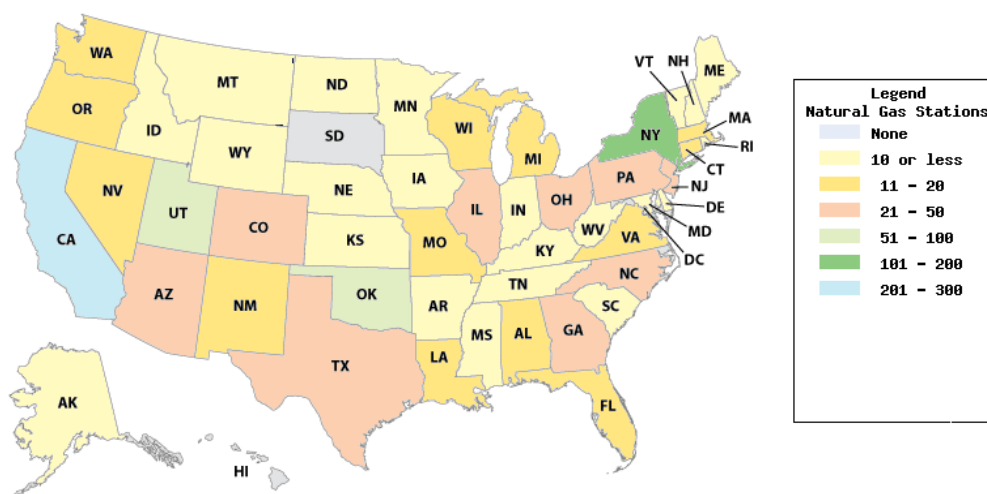 WA
OR
CA
NV
ID
MT
WY
UT
AZ
CO
NM
ND
SD
NE
KS
OK
TX
MN
IA
MO
AR
LA
WI
IL
MI
IN
OH
KY
TN
MS
AL
GA
FL
SC
NC
VA
WV
PA
NY
VT
NH
ME
MA
RI
CT
NJ
DE
MD
DC
AK
HI
Legend
Natural Gas Stations
None
10 or less
11 - 20
21 - 50
51 - 100
101 - 200
201 - 300